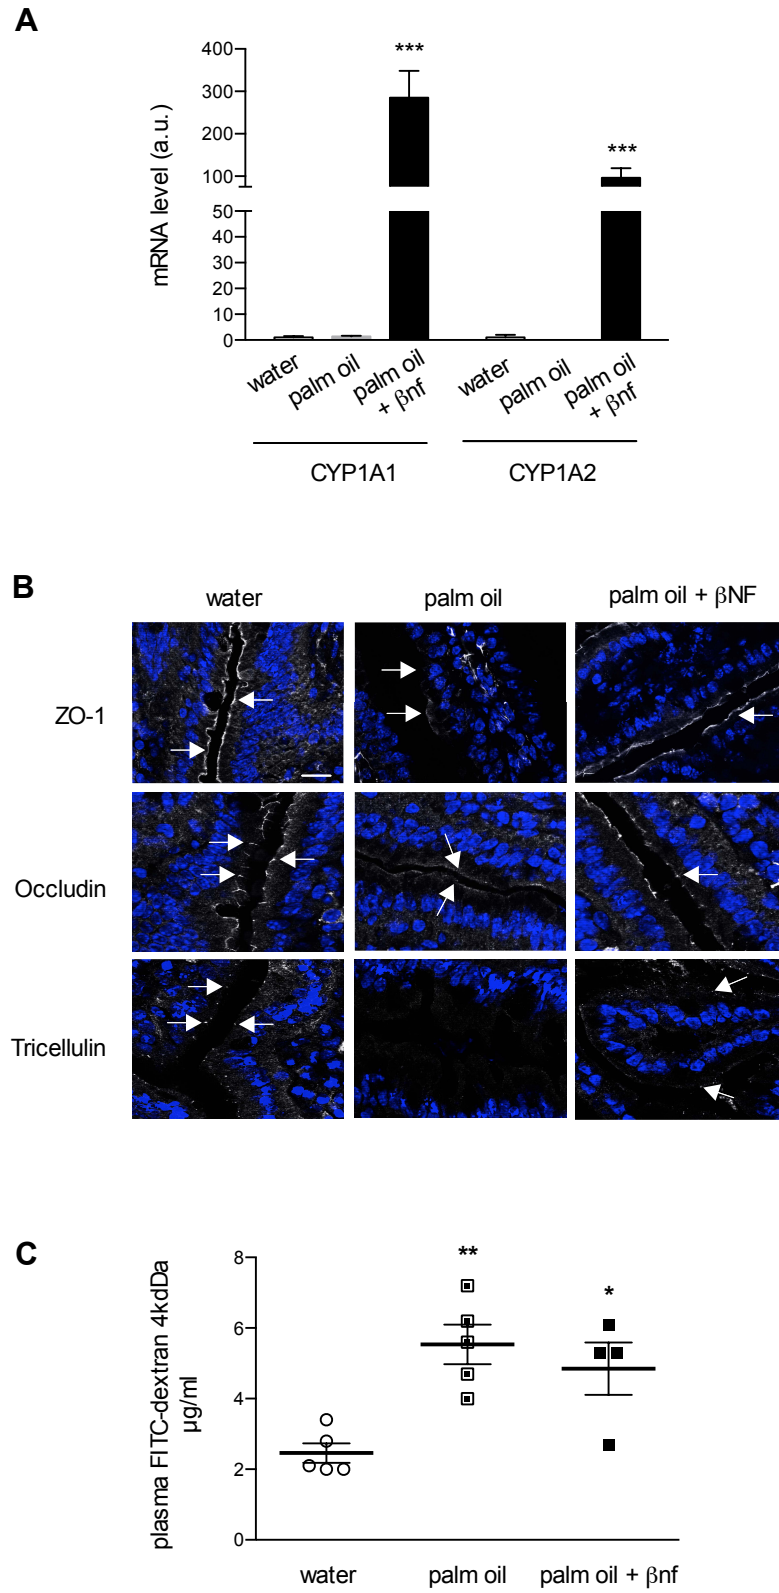 A
mRNA level (a.u.)
400
300
200
100
50
40
30
20
10
0
***
***
water
palm oil
palm oil
+ βnf
water
palm oil
palm oil
+ βnf
CYP1A1
CYP1A2
B
water
palm oil
palm oil + βNF
ZO-1
Occludin
Tricellulin
C
plasma FITC-dextran 4kdDa
µg/ml
8
6
4
2
0
**
*
water
palm oil
palm oil + βnf